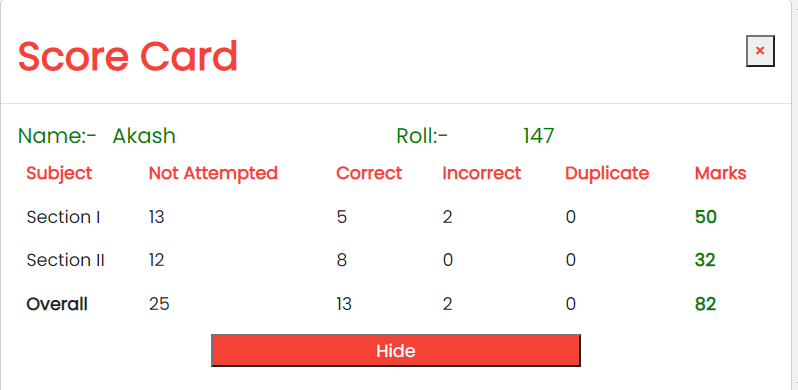 Score Card
×
Name:- Akash Roll:- 147
Subject Not Attempted Correct Incorrect Duplicate Marks
Section I 13 5 2 0 50
Section II 12 8 0 0 32
Overall 25 13 2 0 82
Hide